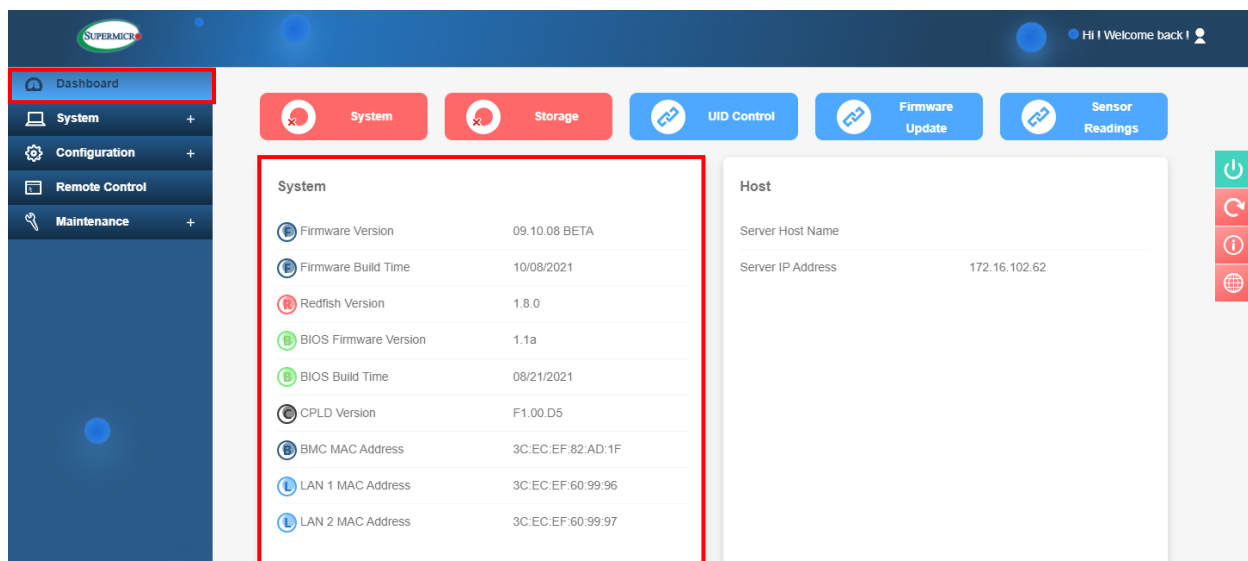 SUPERMICR
Hi ! Welcome back !
Dashboard
System +
Configuration +
Remote Control
Maintenance +
System
Storage
UID Control
Firmware
Update
Sensor
Readings
System
F Firmware Version 09.10.08 BETA
F Firmware Build Time 10/08/2021
R Redfish Version 1.8.0
B BIOS Firmware Version 1.1a
B BIOS Build Time 08/21/2021
C CPLD Version F1.00.D5
B BMC MAC Address 3C:EC:EF:82:AD:1F
L LAN 1 MAC Address 3C:EC:EF:60:99:96
L LAN 2 MAC Address 3C:EC:EF:60:99:97
Host
Server Host Name
Server IP Address 172.16.102.62